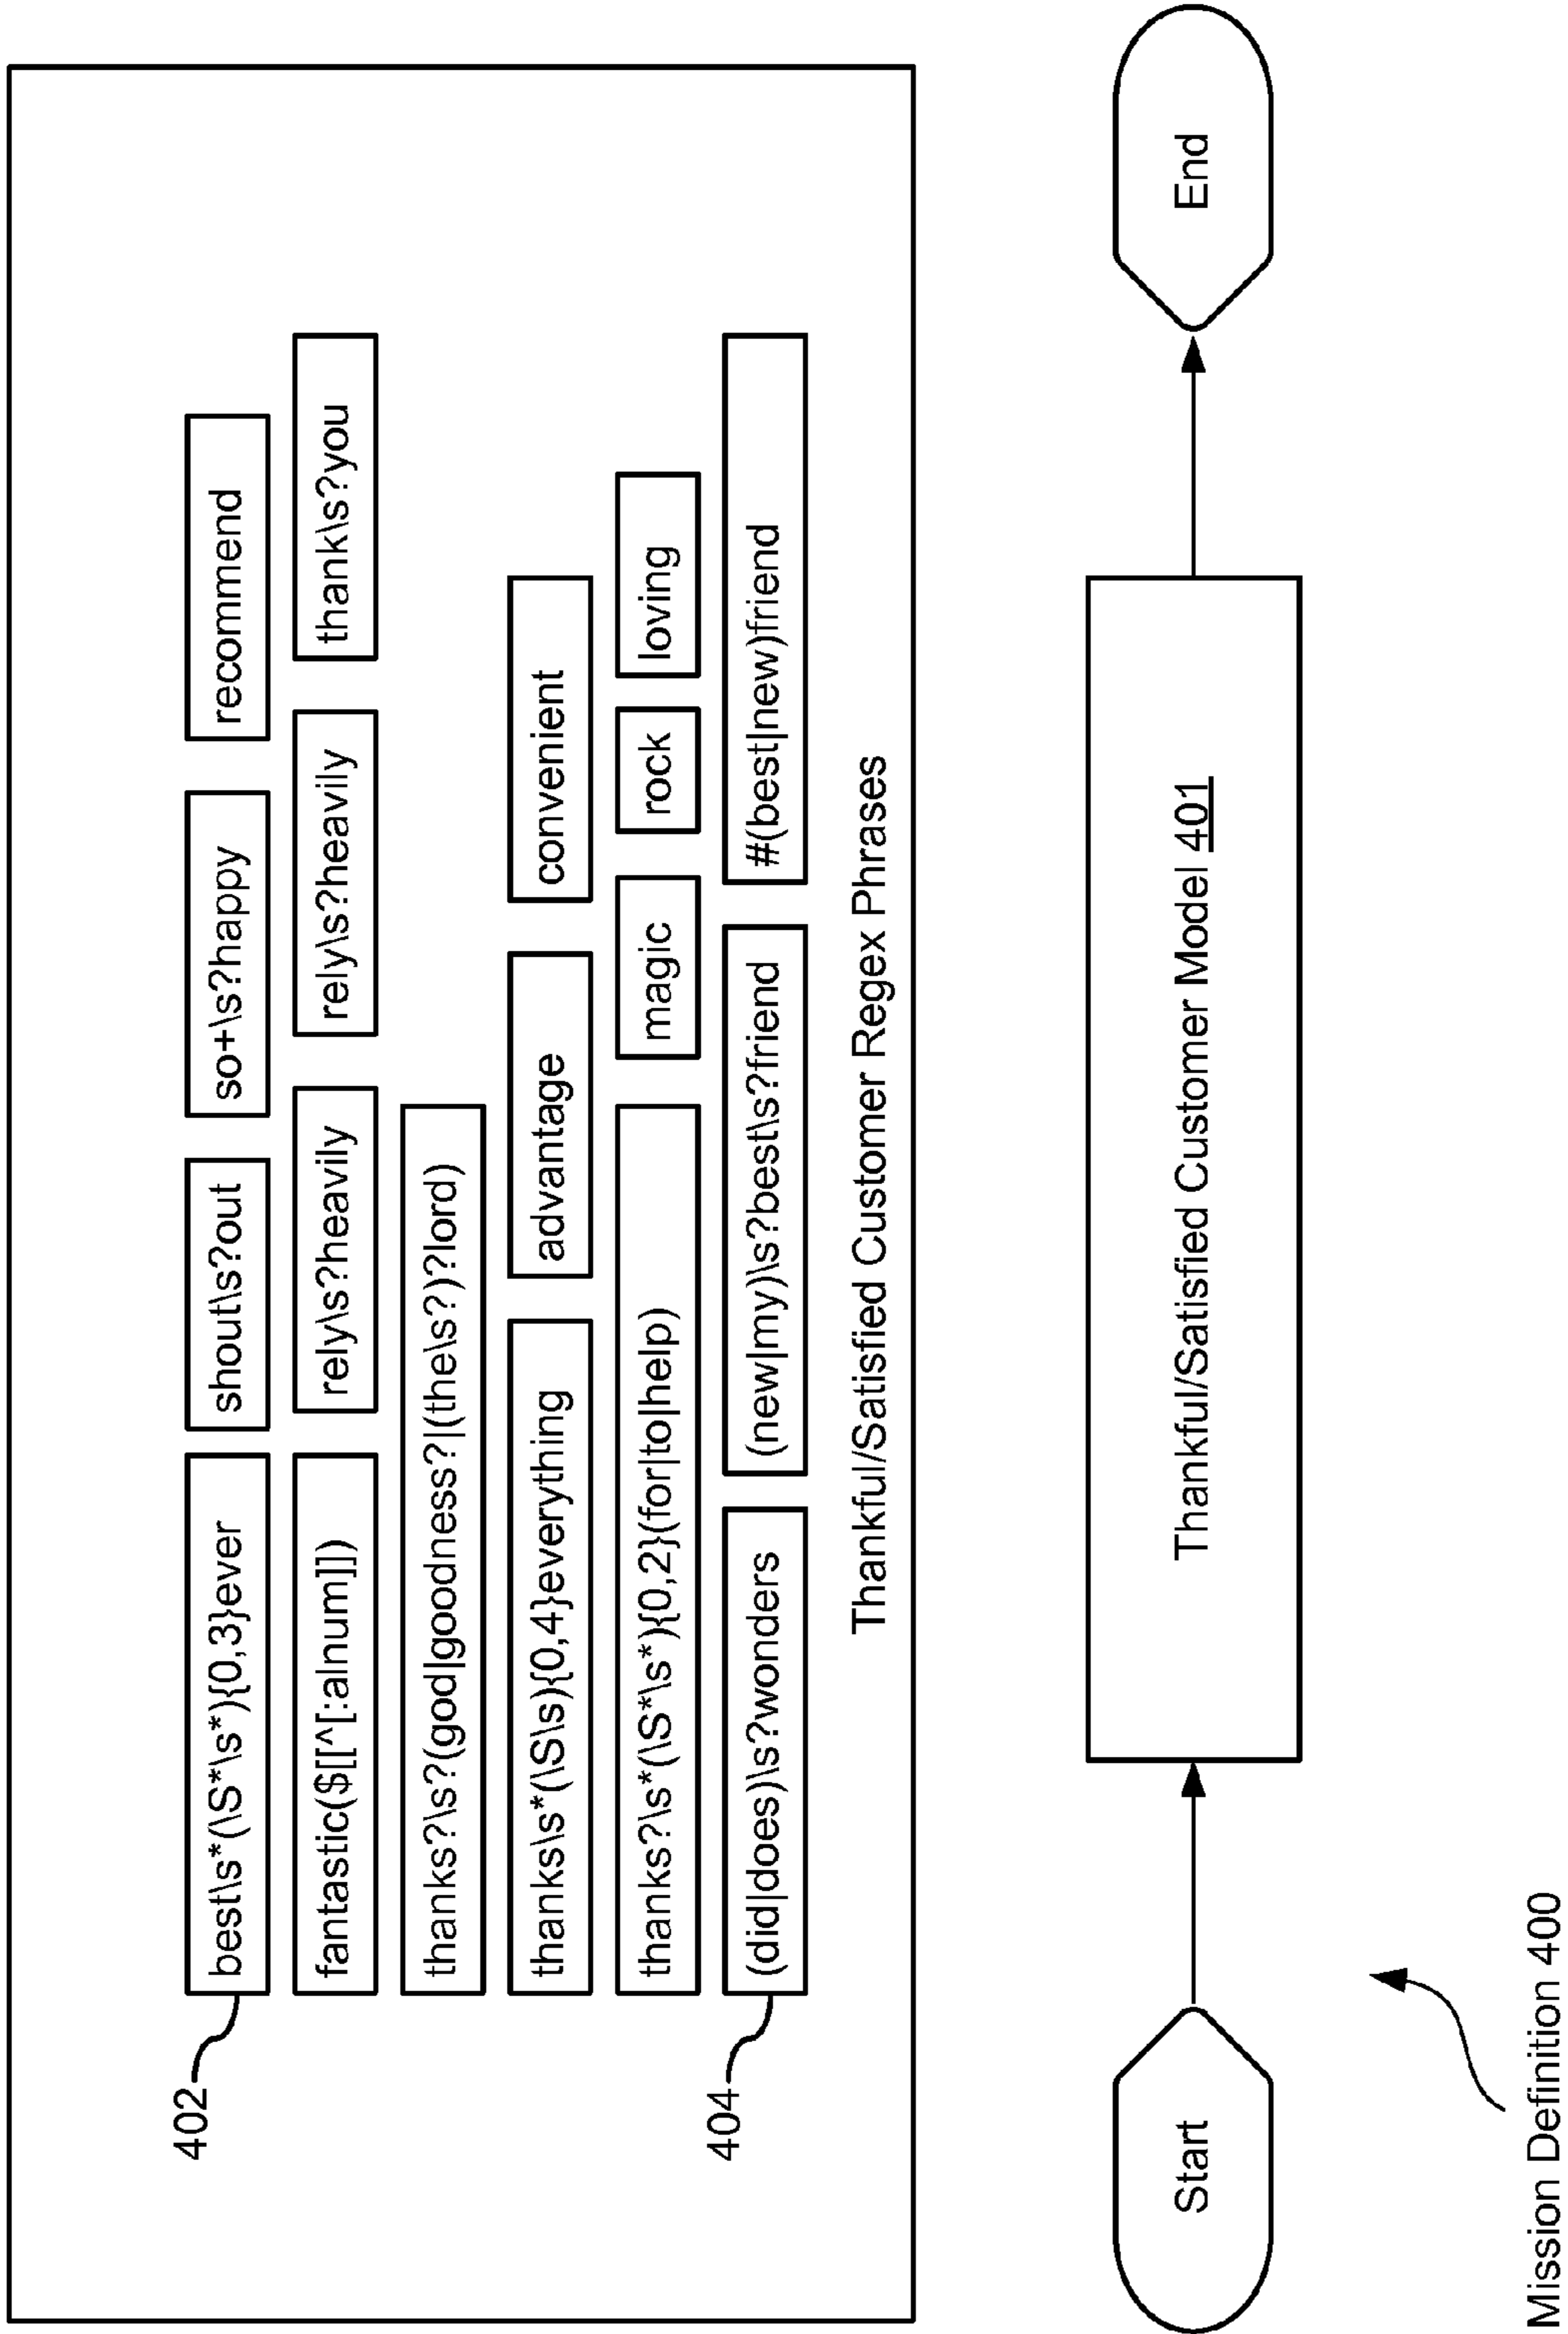 402
best\s*(\S*\s*){0,3}ever shout\s?out so+\s?happy recommend
fantastic($[[^[:alnum]]) rely\s?heavily rely\s?heavily thank\s?you
thanks?\s?(god|goodness?|(the\s?)?lord)
thanks\s*(\S\s){0,4}everything advantage convenient
thanks?\s*(\S*\s*){0,2}(for|to|help) magic rock loving
404
(did|does)\s?wonders (new|my)\s?best\s?friend #(best|new)friend
Thankful/Satisfied Customer Regex Phrases
Start Thankful/Satisfied Customer Model 401 End
Mission Definition 400